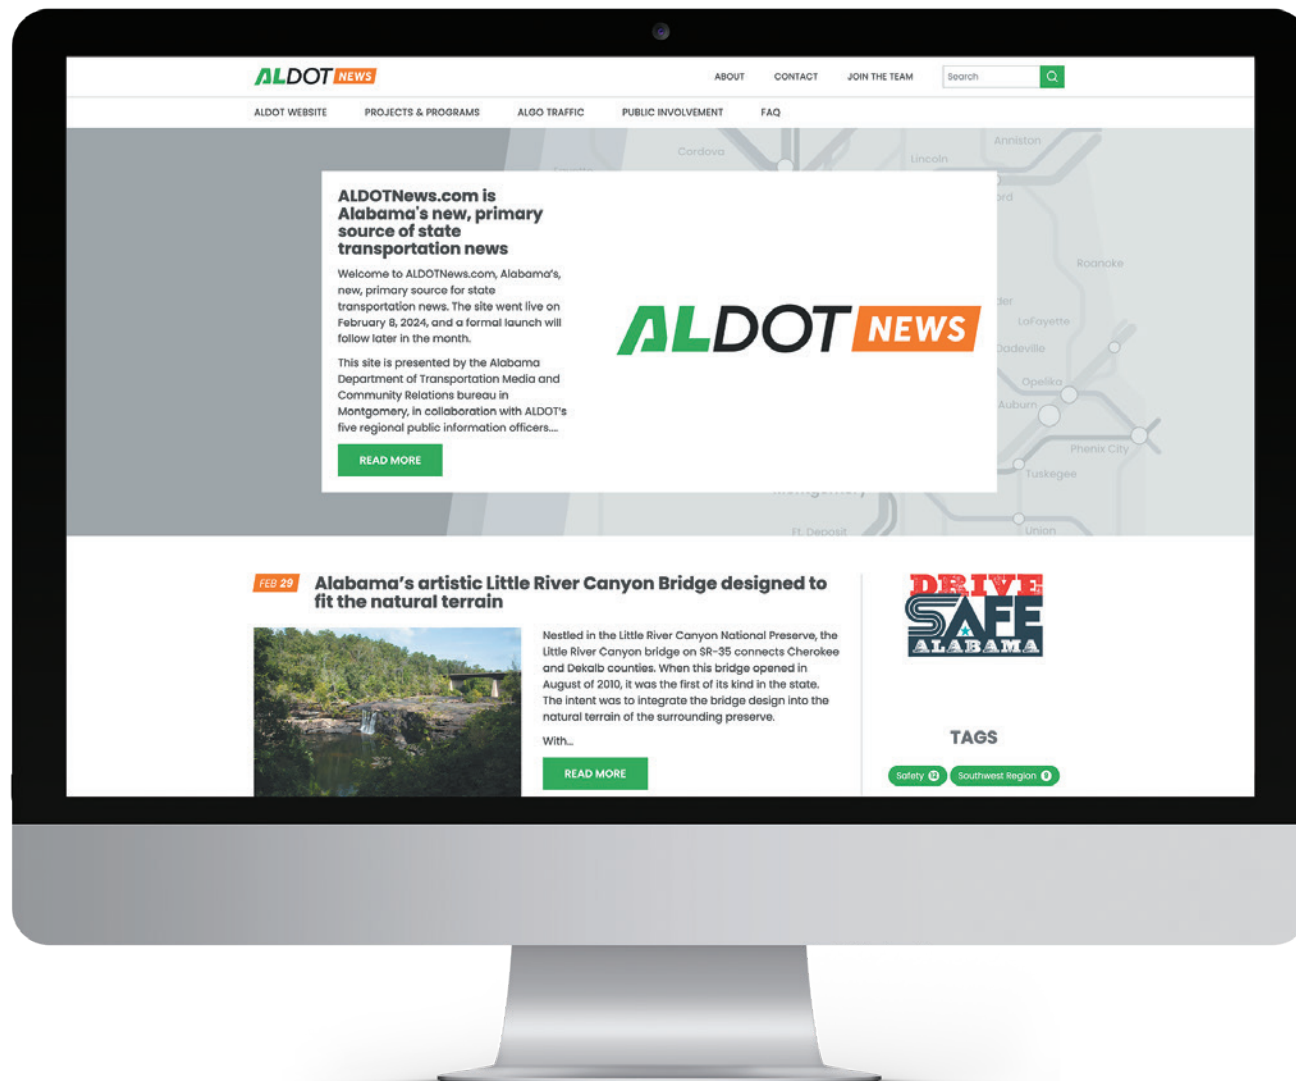 ALDOT NEWS
ABOUT CONTACT JOIN THE TEAM Search
ALDOT WEBSITE PROJECTS & PROGRAMS ALGO TRAFFIC PUBLIC INVOLVEMENT FAQ
Cordova
Lincoln
Anniston
Roanoke
LaFayette
Dadeville
Opelika
Auburn
Phenix City
Tuskegee
Montgomery
Ft. Deposit
Union
ALDOTNews.com is
Alabama's new, primary
source of state
transportation news
Welcome to ALDOTNews.com, Alabama's,
new, primary source for state
transportation news. The site went live on
February 8, 2024, and a formal launch will
follow later in the month.
This site is presented by the Alabama
Department of Transportation Media and
Community Relations bureau in
Montgomery, in collaboration with ALDOT's
five regional public information officers....
READ MORE
ALDOT NEWS
FEB 29
Alabama's artistic Little River Canyon Bridge designed to
fit the natural terrain
Nestled in the Little River Canyon National Preserve, the
Little River Canyon bridge on SR-35 connects Cherokee
and Dekalb counties. When this bridge opened in
August of 2010, it was the first of its kind in the state.
The intent was to integrate the bridge design into the
natural terrain of the surrounding preserve.
With...
READ MORE
DRIVE
SAFE
ALABAMA
TAGS
Safety 12 Southwest Region 9